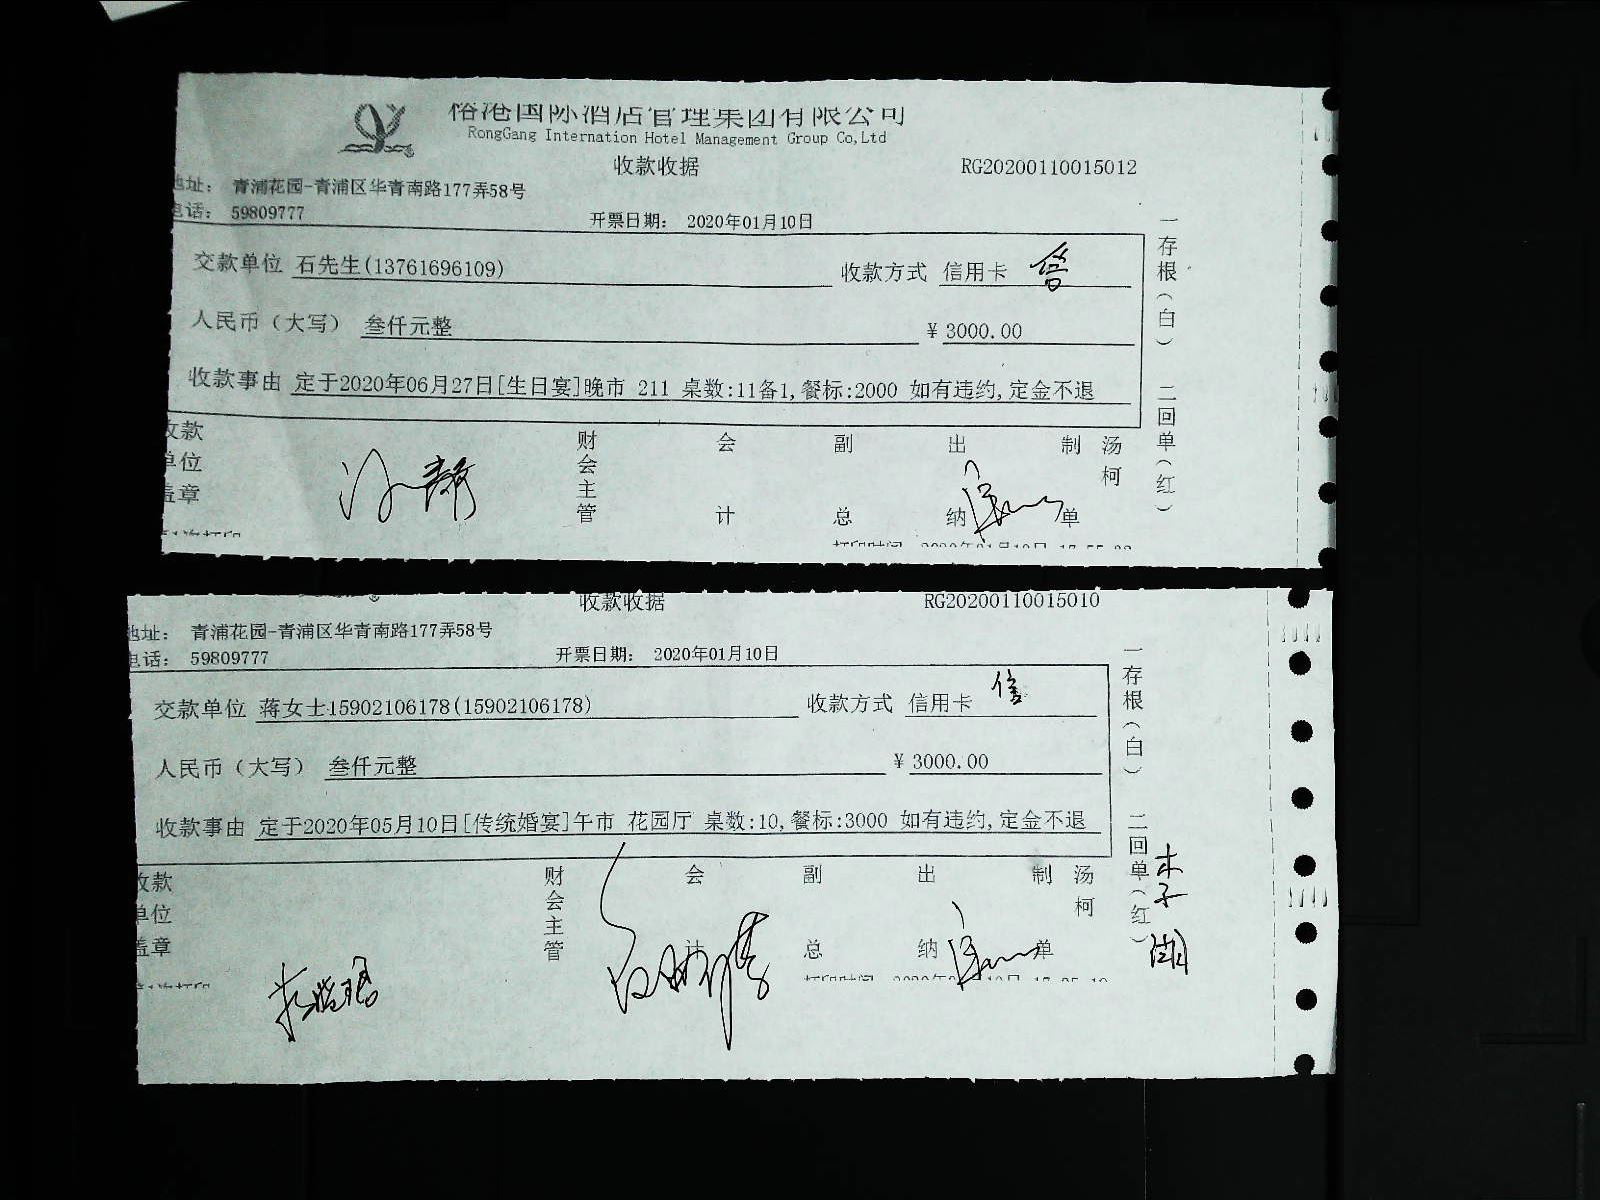 榕港国际酒店管理集团有限公司
RongGang Internation Hotel Management Group Co,Ltd
收款收据 RG20200110015012
地址： 青浦花园-青浦区华青南路177弄58号
电话： 59809777 开票日期： 2020年01月10日
交款单位 石先生(13761696109) 收款方式 信用卡
人民币（大写） 叁仟元整 ¥ 3000.00
收款事由 定于2020年06月27日[生日宴]晚市 211 桌数:11备1,餐标:2000 如有违约,定金不退
收款单位盖章 财会主管 会计 副总 出纳 制单 汤柯
一存根（白） 二回单（红）
收款收据 RG20200110015010
地址： 青浦花园-青浦区华青南路177弄58号
电话： 59809777 开票日期： 2020年01月10日
交款单位 蒋女士15902106178(15902106178) 收款方式 信用卡 信
人民币（大写） 叁仟元整 ¥ 3000.00
收款事由 定于2020年05月10日[传统婚宴]午市 花园厅 桌数:10,餐标:3000 如有违约,定金不退
收款单位盖章 财会主管 会计 副总 出纳 制单 汤柯
一存根（白） 二回单（红）